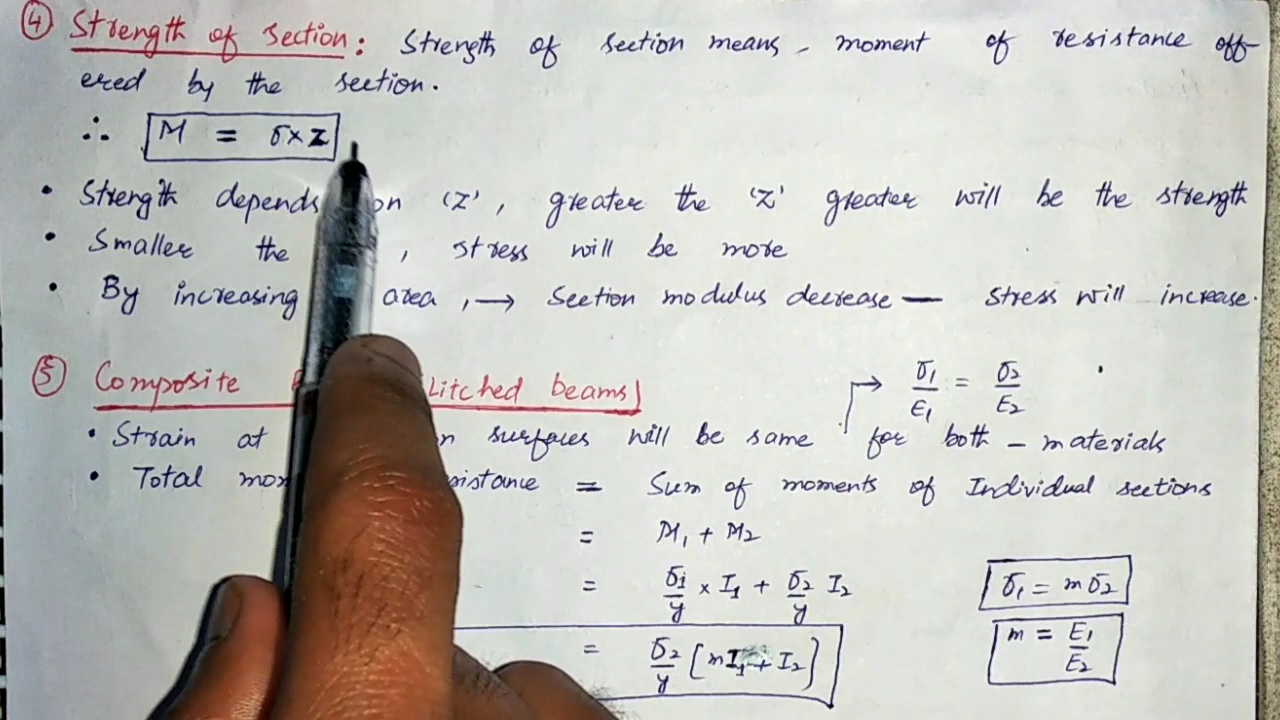 ④ Strength of Section: Strength of section means, moment of resistance off-
ered by the section.
∴ M = σ×Z
• Strength depends on 'Z', greater the 'Z' greater will be the strength
• Smaller the , stress will be more
• By increasing area, → Section modulus decrease — stress will increase.
⑤ Composite litched beams)
→ σ1/E1 = σ2/E2
• Strain at surfaces will be same for both - materials
• Total = Sum of moments of Individual sections
= M1 + M2
= σ1/y × I1 + σ2/y I2
σ1 = mσ2
= σ2/y [mI1 + I2]
m = E1/E2